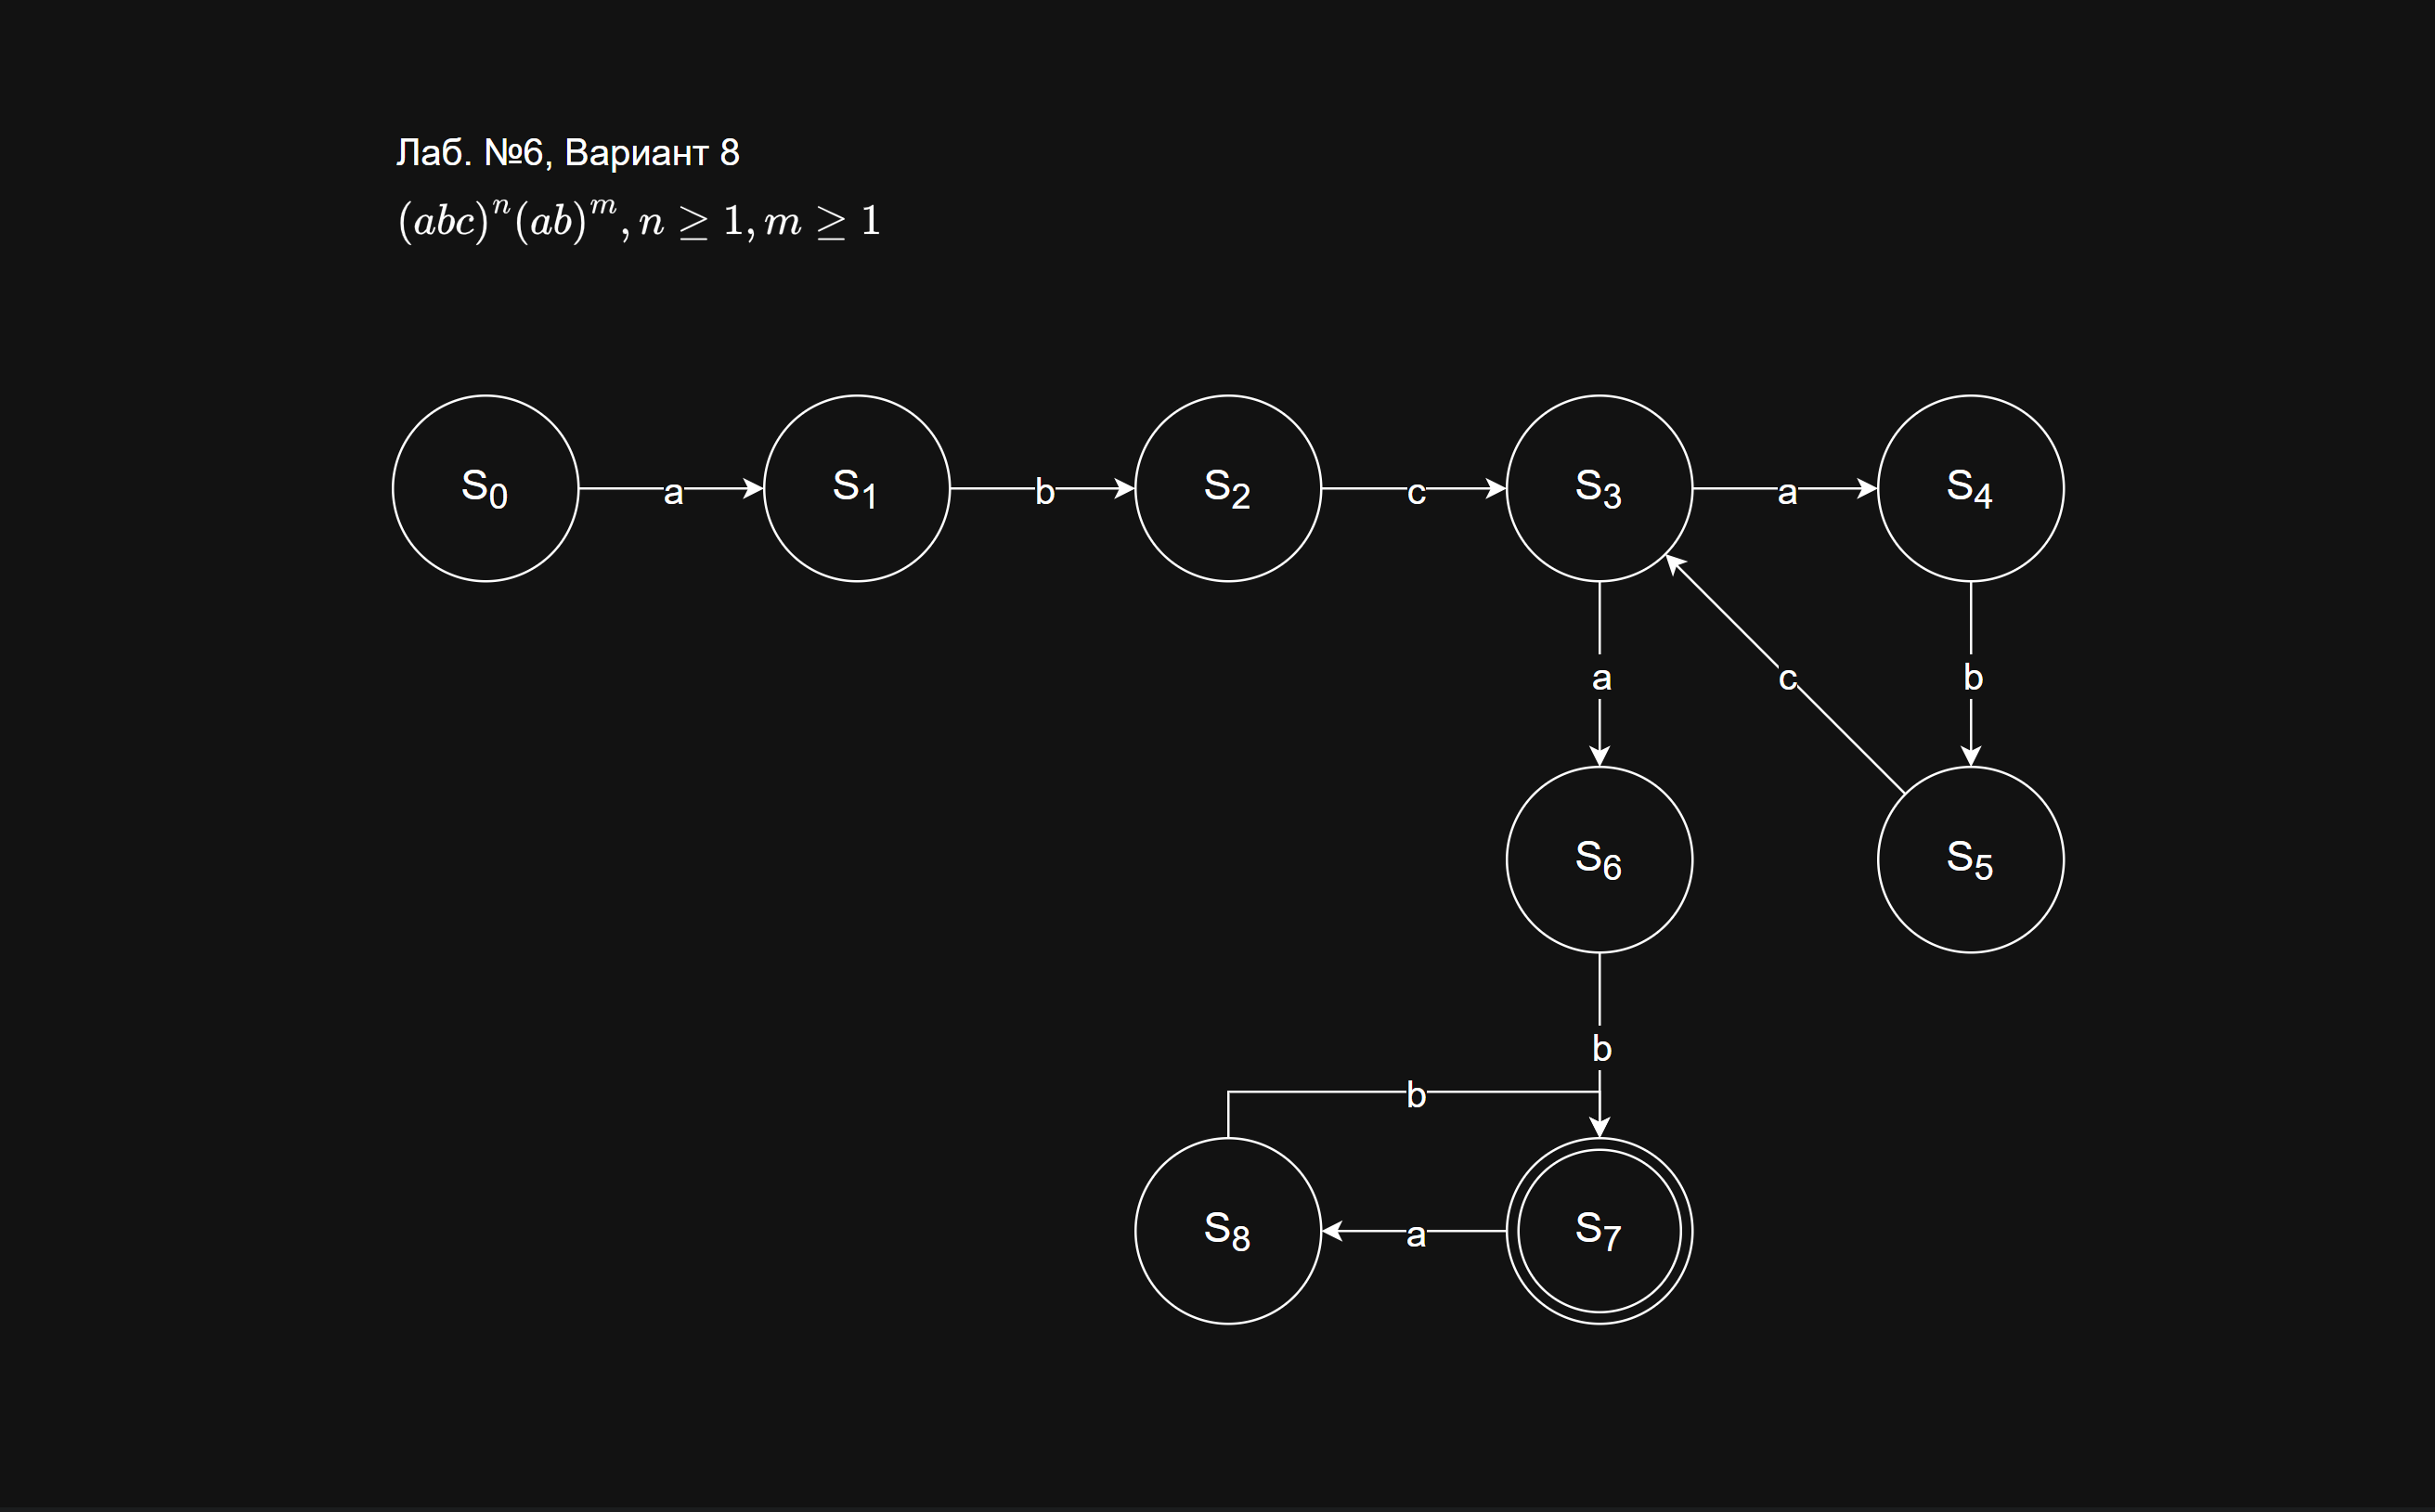 Лаб. №6, Вариант 8
(abc)ⁿ(ab)ᵐ, n ≥ 1, m ≥ 1
S₀ a S₁ b S₂ c S₃ a S₄
a c b
S₆ S₅
b
b
S₈ a S₇